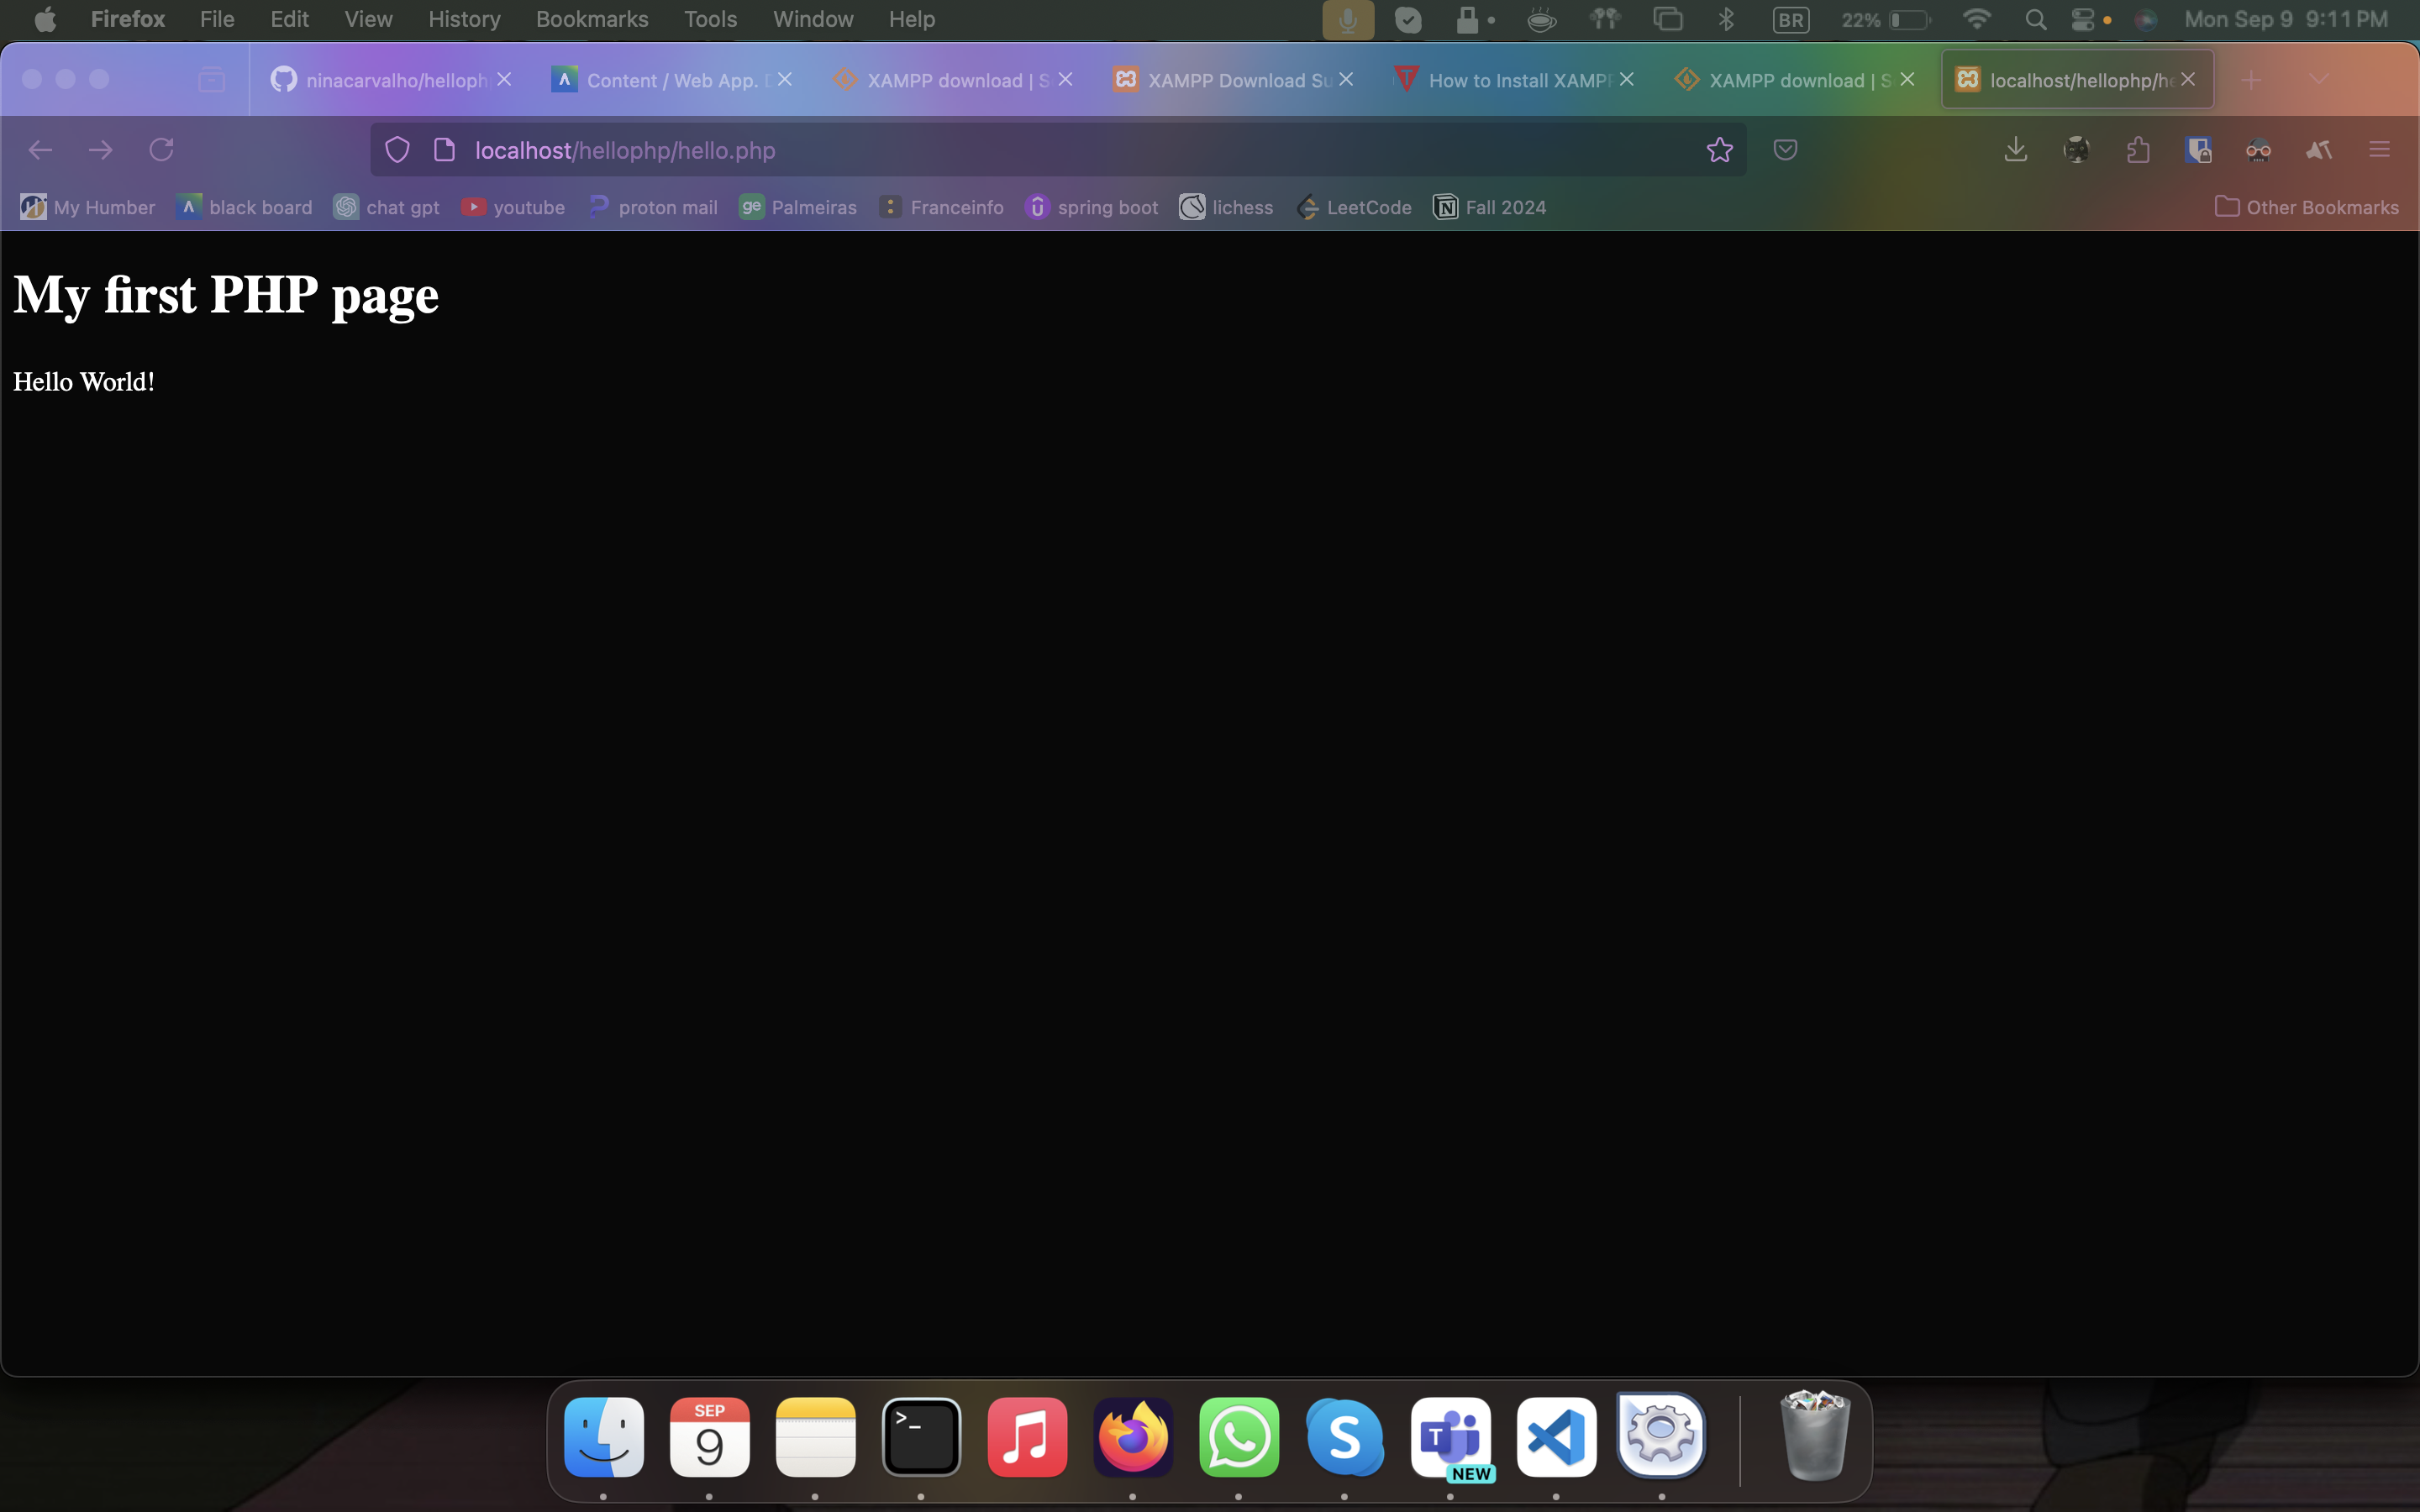 Firefox File Edit View History Bookmarks Tools Window Help BR 22% Mon Sep 9 9:11 PM
ninacarvalho/helloph Content / Web App. D XAMPP download | S XAMPP Download Su How to Install XAMPP XAMPP download | S localhost/hellophp/he
localhost/hellophp/hello.php
My Humber black board chat gpt youtube proton mail ge Palmeiras Franceinfo spring boot lichess LeetCode Fall 2024 Other Bookmarks
My first PHP page
Hello World!
SEP
9
>_
S
T
NEW